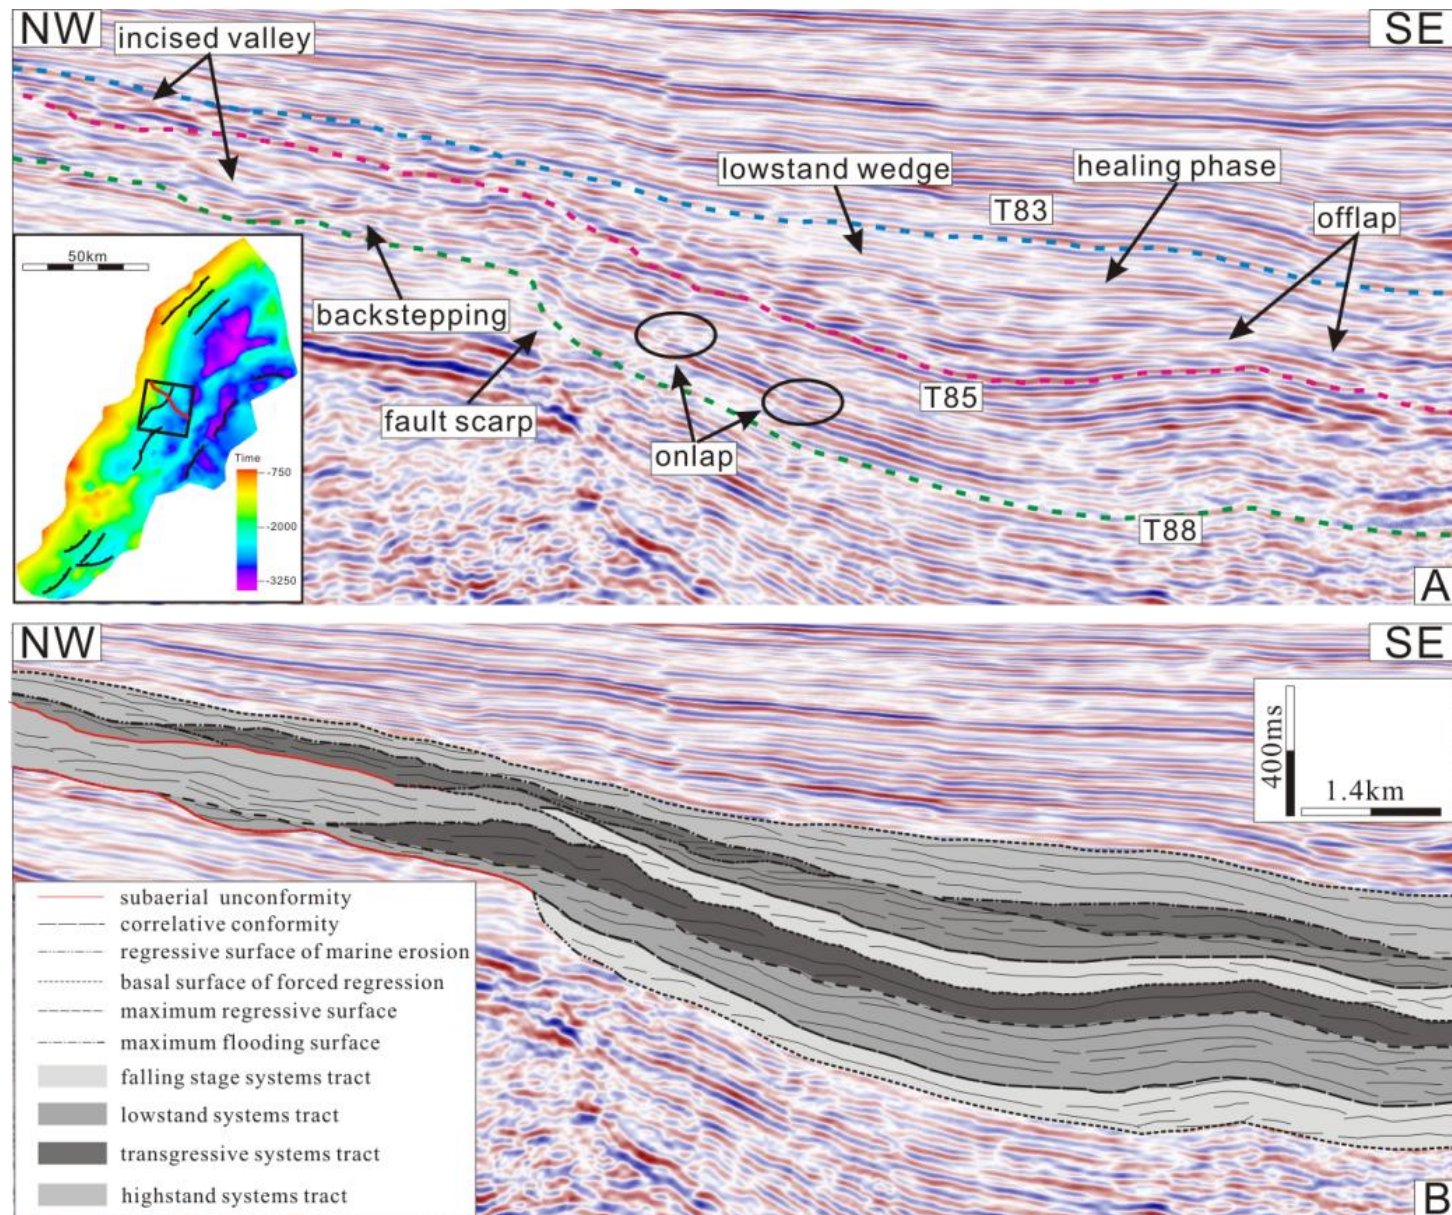 NW
SE
incised valley
lowstand wedge
healing phase
T83
offlap
50km
backstepping
fault scarp
T85
onlap
Time
-750
-2000
-3250
T88
A
NW
SE
400ms
1.4km
subaerial unconformity
correlative conformity
regressive surface of marine erosion
basal surface of forced regression
maximum regressive surface
maximum flooding surface
falling stage systems tract
lowstand systems tract
transgressive systems tract
highstand systems tract
B